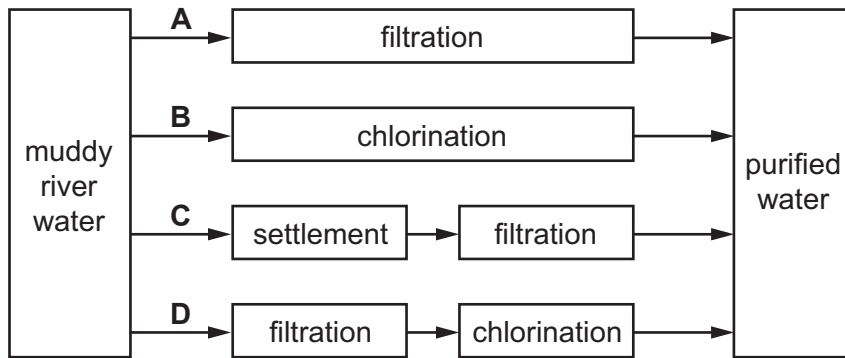 muddy
river
water
A
filtration
B
chlorination
C
settlement
filtration
D
filtration
chlorination
purified
water